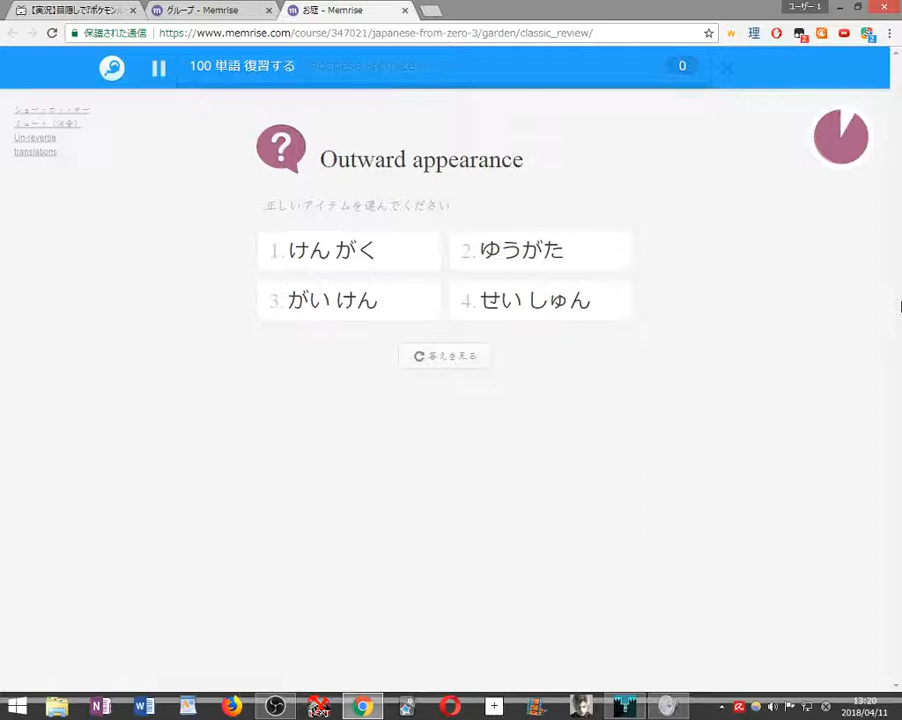 【実況】目隠しで?ポケモン
グループ - Memrise
お冠 - Memrise
ユーザー 1
保護された通信
https://www.memrise.com/course/347021/japanese-from-zero-3/garden/classic_review/
100 単語 復習する
0
Un-reverse
translations
Outward appearance
正しいアイテムを選んでください
1. けん がく
2. ゆうがた
3. がい けん
4. せい しゅん
答えを見る
13:20
2018/04/11